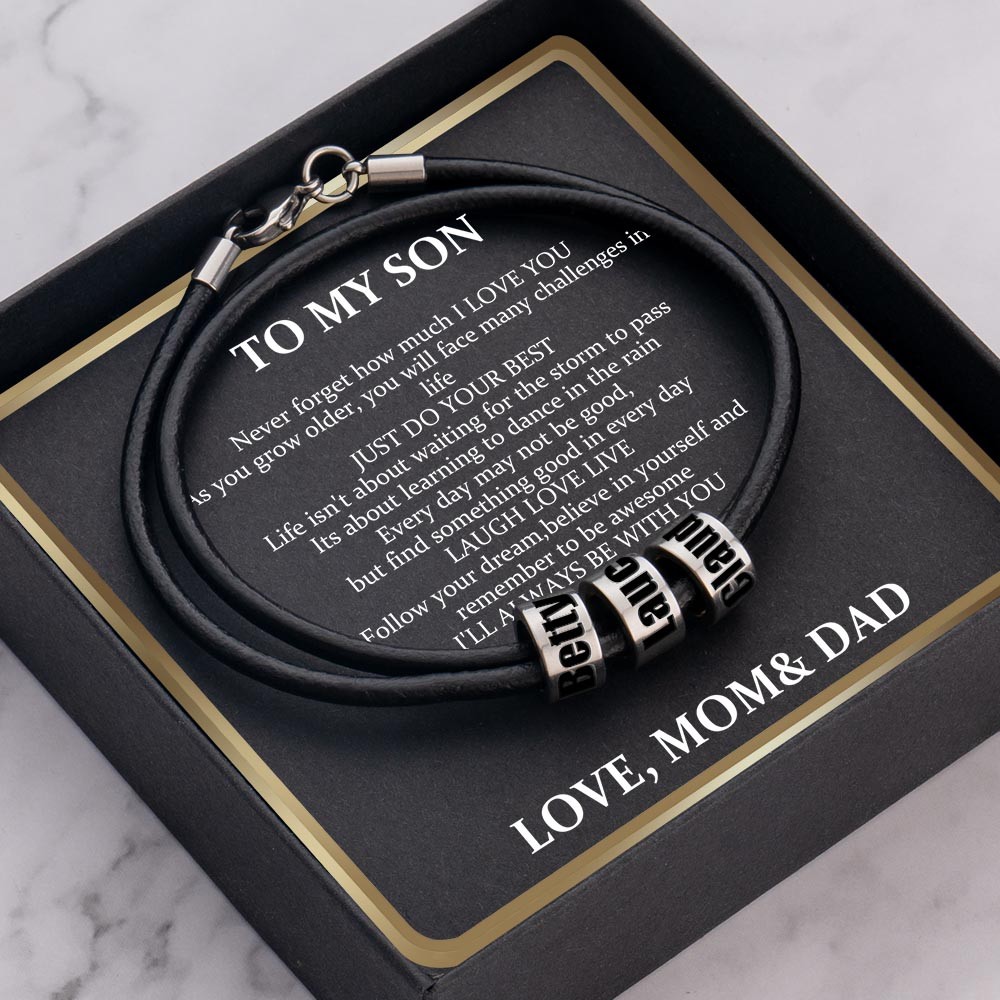 TO MY SON
Never forget how much I LOVE YOU
As you grow older, you will face many challenges in
life
JUST DO YOUR BEST
Life isn't about waiting for the storm to pass
Its about learning to dance in the rain
Every day may not be good,
but find something good in every day
LAUGH LOVE LIVE
Follow your dream,believe in yourself and
remember to be awesome
I'LL ALWAYS BE WITH YOU
Betty
Lauc
Claud
LOVE, MOM& DAD